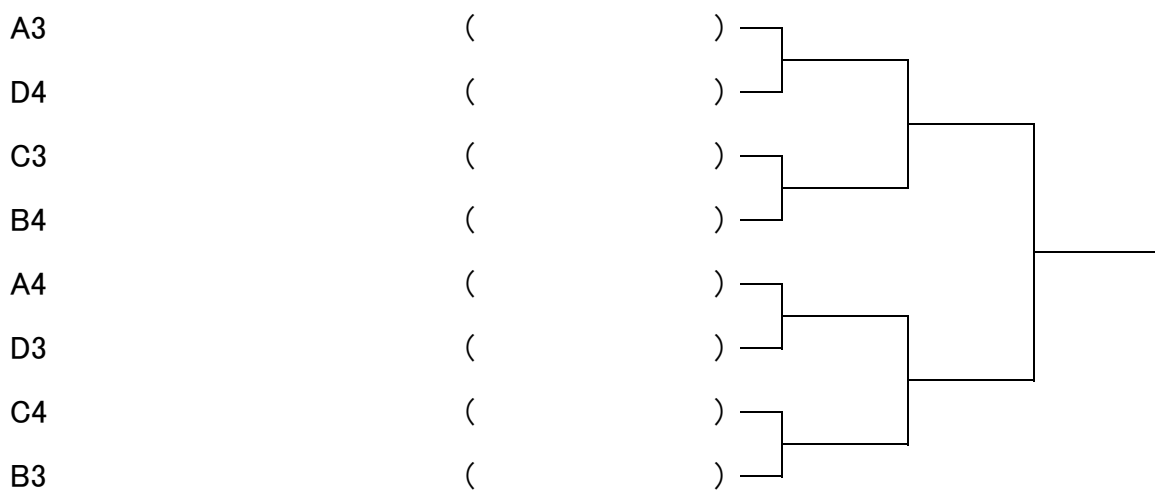 A3 ( )
D4 ( )
C3 ( )
B4 ( )
A4 ( )
D3 ( )
C4 ( )
B3 ( )